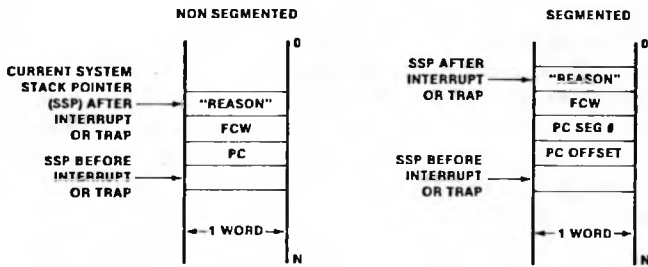 NON SEGMENTED
0
CURRENT SYSTEM
STACK POINTER
(SSP) AFTER
INTERRUPT
OR TRAP
"REASON"
FCW
PC
SSP BEFORE
INTERRUPT
OR TRAP
1 WORD
N
SEGMENTED
0
SSP AFTER
INTERRUPT
OR TRAP
"REASON"
FCW
PC SEG #
PC OFFSET
SSP BEFORE
INTERRUPT
OR TRAP
1 WORD
N